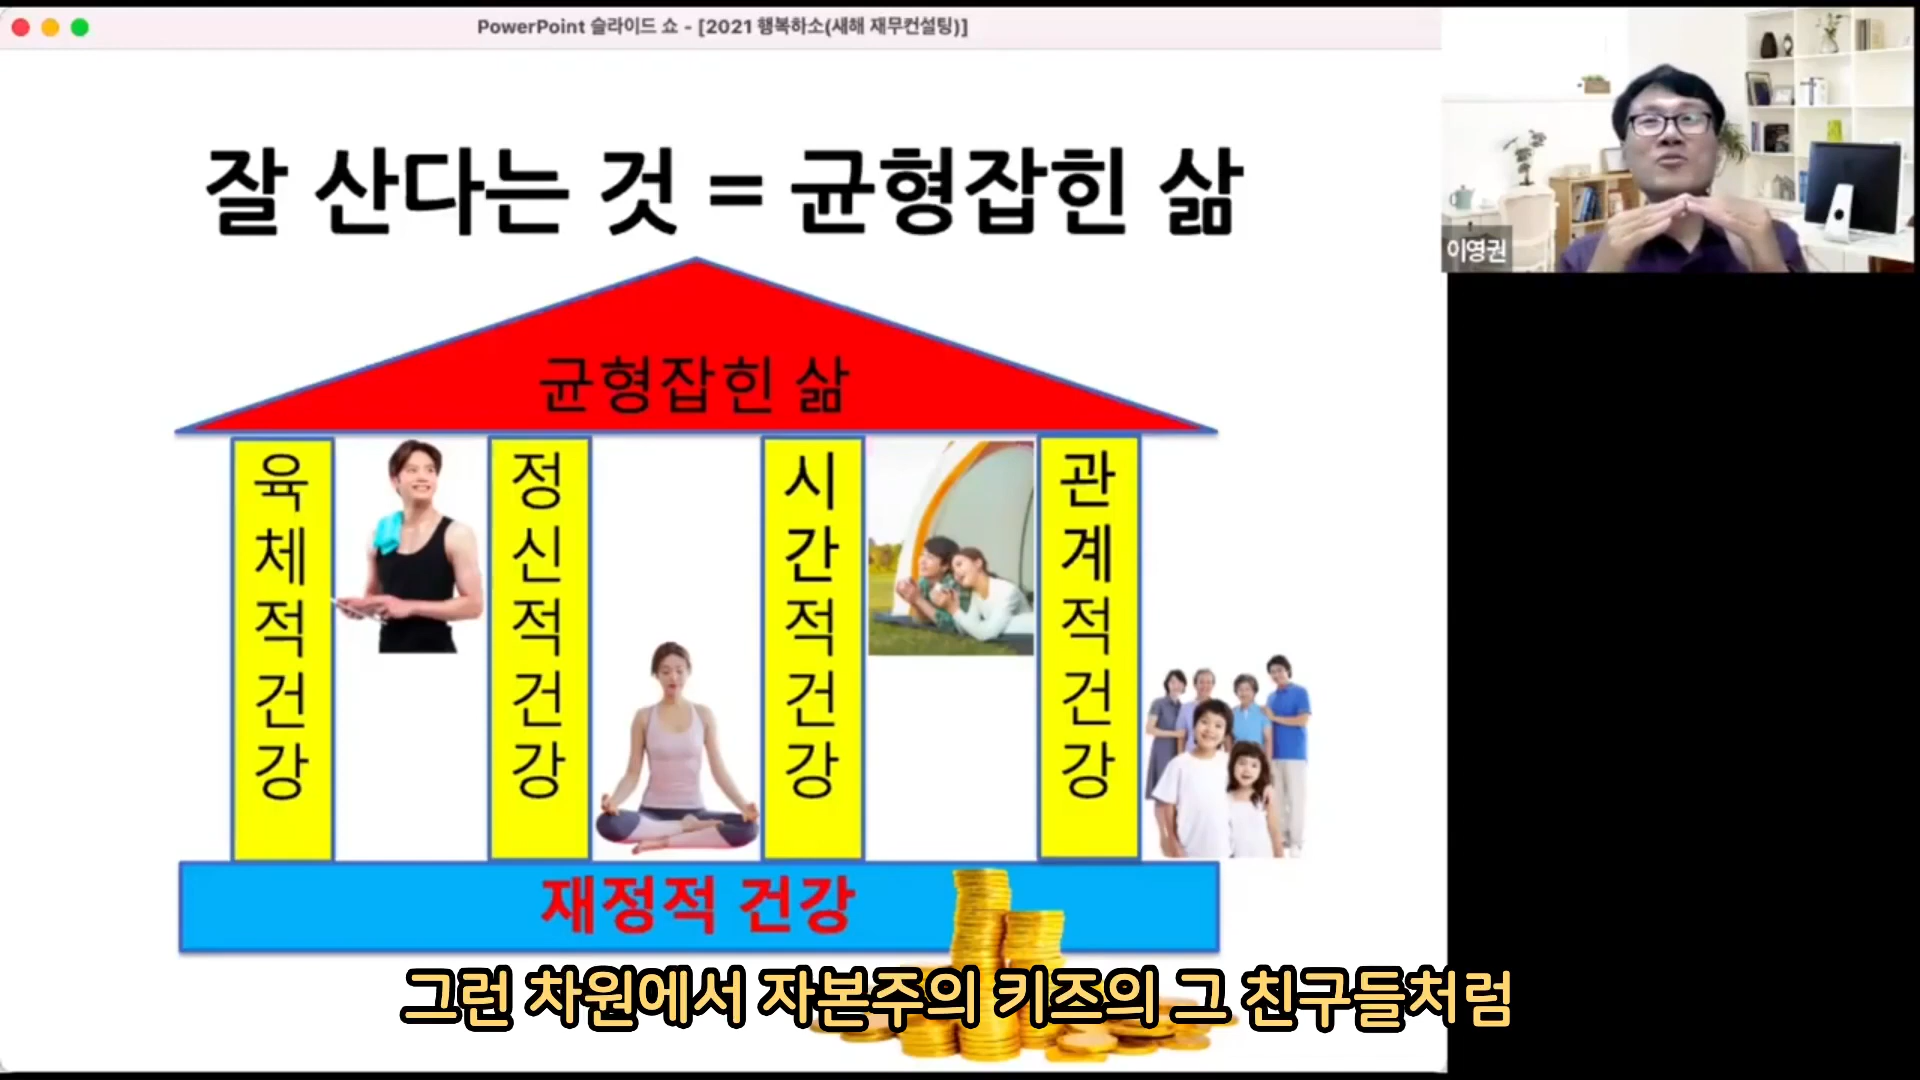 PowerPoint 슬라이드 쇼 - [2021 행복하소(새해 재무컨설팅)]
잘 산다는 것 = 균형잡힌 삶
이영권
균형잡힌 삶
육체적건강
정신적건강
시간적건강
관계적건강
재정적 건강
그런 차원에서 자본주의 키즈의 그 친구들처럼